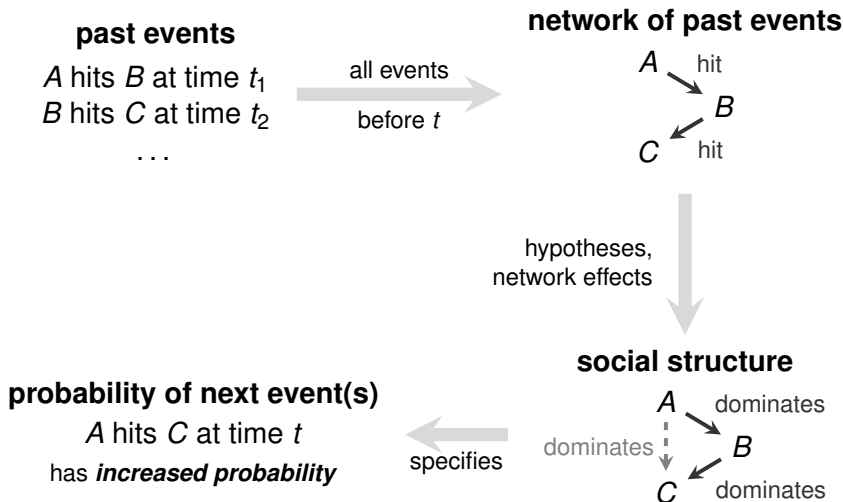 past events
A hits B at time t1
B hits C at time t2
...
all events
before t
network of past events
A hit
B
C hit
hypotheses,
network effects
social structure
A dominates
dominates B
C dominates
specifies
probability of next event(s)
A hits C at time t
has increased probability